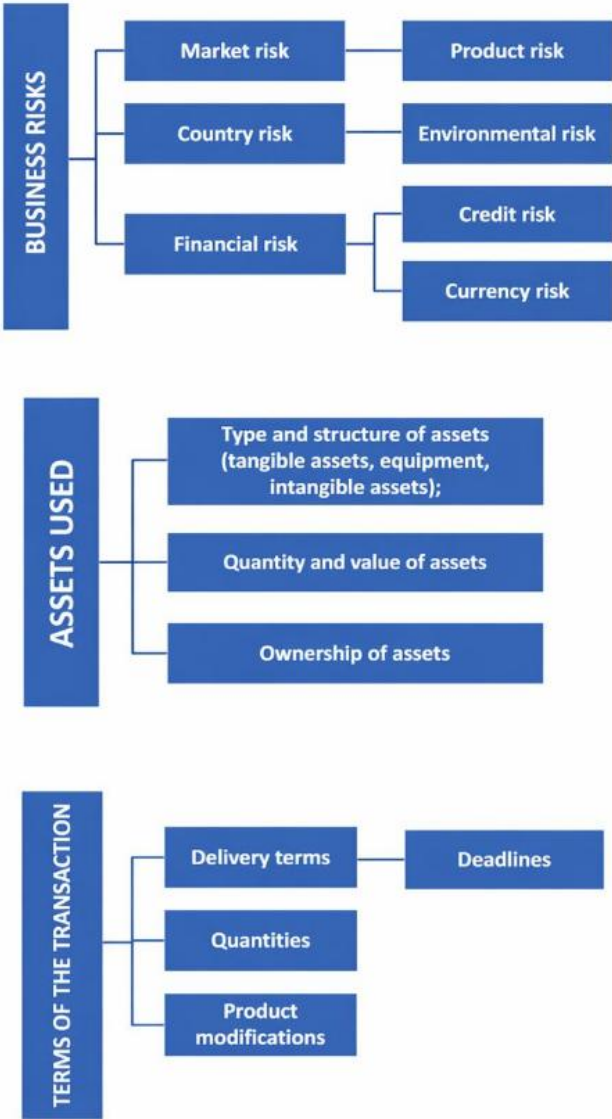 BUSINESS RISKS
Market risk
Product risk
Country risk
Environmental risk
Financial risk
Credit risk
Currency risk
ASSETS USED
Type and structure of assets
(tangible assets, equipment,
intangible assets);
Quantity and value of assets
Ownership of assets
TERMS OF THE TRANSACTION
Delivery terms
Deadlines
Quantities
Product
modifications